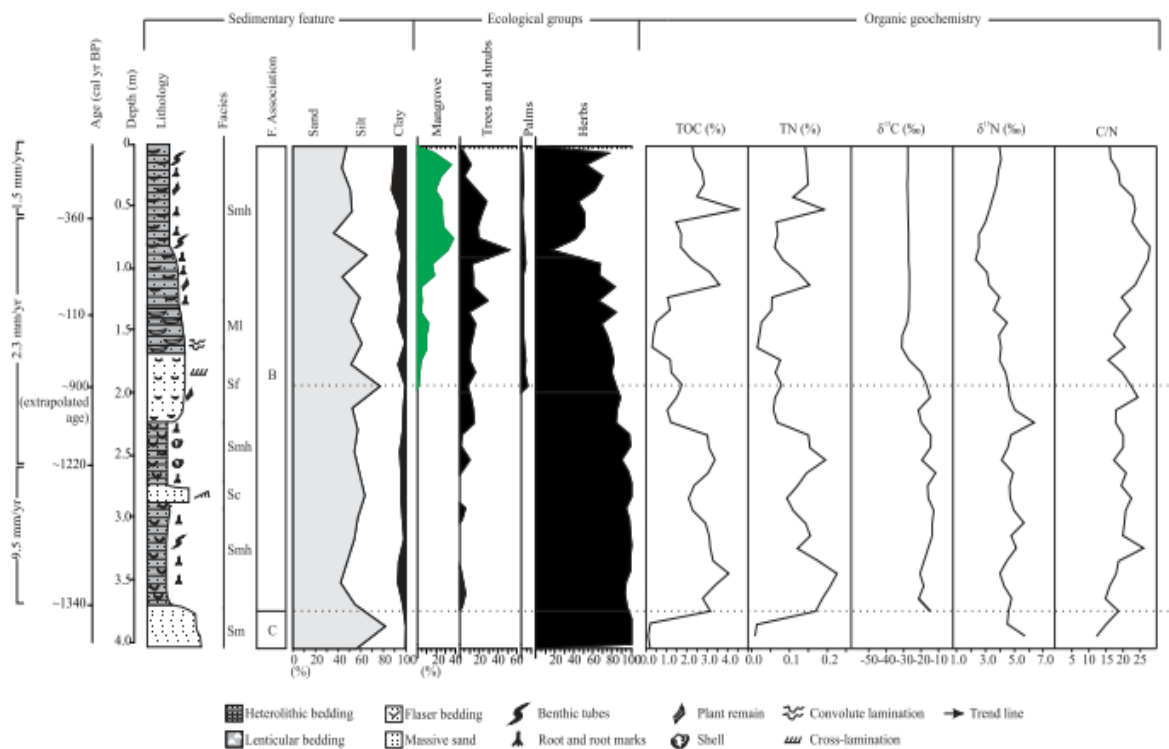 Sedimentary feature
Ecological groups
Organic geochemistry
Age (cal yr BP)
Depth (m)
Lithology
Facies
F. Association
Sand
Silt
Clay
Mangrove
Trees and shrubs
Palms
Herbs
TOC (%)
TN (%)
δ¹³C (‰)
δ¹⁵N (‰)
C/N
1.5 mm/yr
2.3 mm/yr
9.5 mm/yr
~360
~110
~900
(extrapolated
age)
~1220
~1340
0
0.5
1.0
1.5
2.0
2.5
3.0
3.5
4.0
Smh
Ml
Sf
Smh
Sc
Smh
Sm
B
C
0 20 40 60 80 100
(%)
0 20 40
(%)
0 20 40 60
0 20 40 60 80 100
0.0 1.0 2.0 3.0 4.0
0.0 0.1 0.2
-50 -40 -30 -20 -10
1.0 3.0 5.0 7.0
5 10 15 20 25
Heterolithic bedding
Flaser bedding
Benthic tubes
Plant remain
Convolute lamination
Trend line
Lenticular bedding
Massive sand
Root and root marks
Shell
Cross-lamination